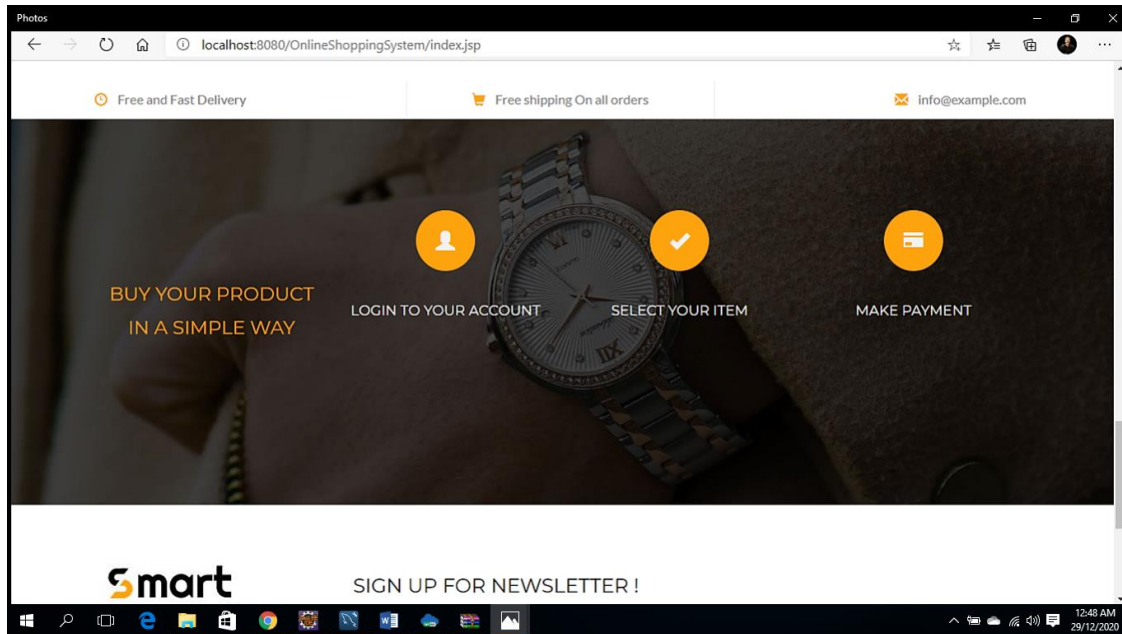 Photos
localhost:8080/OnlineShoppingSystem/index.jsp
Free and Fast Delivery
Free shipping On all orders
info@example.com
BUY YOUR PRODUCT
IN A SIMPLE WAY
LOGIN TO YOUR ACCOUNT
SELECT YOUR ITEM
MAKE PAYMENT
XII
Smart
SIGN UP FOR NEWSLETTER !
12:48 AM
29/12/2020